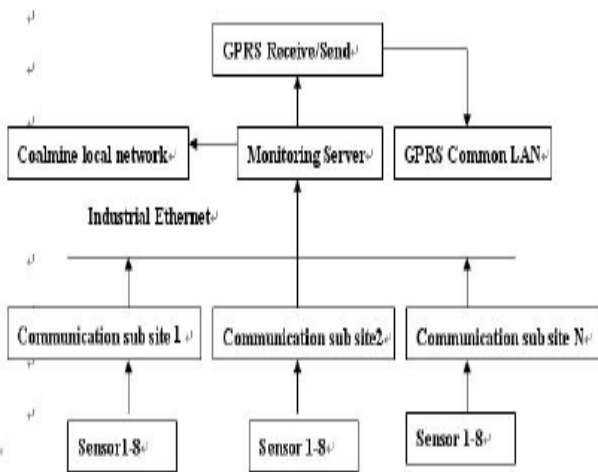 GPRS Receive/Send
Coalmine local network
Monitoring Server
GPRS Common LAN
Industrial Ethernet
Communication sub site 1
Communication sub site2
Communication sub site N
Sensor1-8
Sensor 1-8
Sensor 1-8